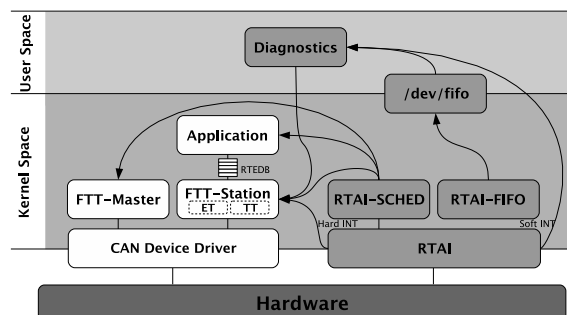 User Space
Diagnostics
/dev/fifo
Kernel Space
Application
RTEDB
FTT-Master
FTT-Station
ET
TT
RTAI-SCHED
RTAI-FIFO
Hard INT
Soft INT
CAN Device Driver
RTAI
Hardware